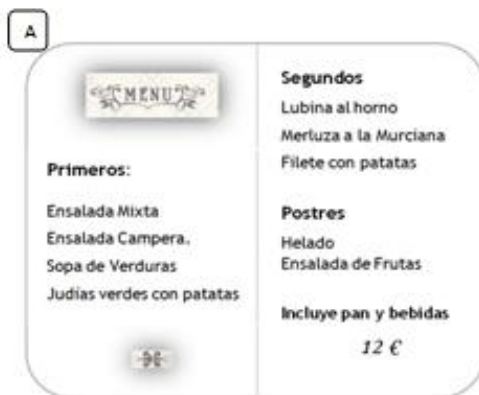 A
MENU
Primeros:
Ensalada Mixta
Ensalada Campera.
Sopa de Verduras
Judías verdes con patatas
Segundos
Lubina al horno
Merluza a la Murciana
Filete con patatas
Postres
Helado
Ensalada de Frutas
Incluye pan y bebidas
12 €